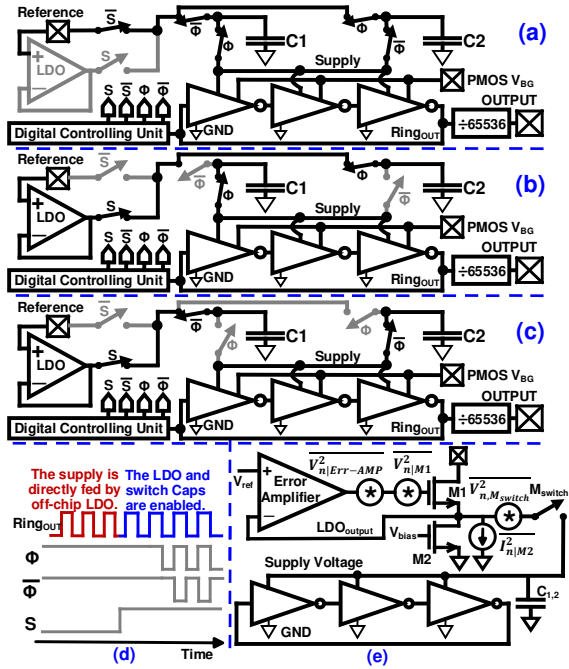 Reference
S̅
Φ̅
Φ
Φ
Φ̅
C1
C2
(a)
+
−
LDO
S
Supply
PMOS V_BG
S S̅ Φ Φ̅
OUTPUT
Digital Controlling Unit
GND
Ring_OUT
÷65536
Reference
S̅
Φ̅
Φ
Φ
Φ̅
C1
C2
(b)
+
−
LDO
S
Supply
PMOS V_BG
S S̅ Φ Φ̅
OUTPUT
Digital Controlling Unit
GND
Ring_OUT
÷65536
Reference
S̅
Φ̅
Φ
Φ
Φ̅
C1
C2
(c)
+
−
LDO
S
Supply
PMOS V_BG
S S̅ Φ Φ̅
OUTPUT
Digital Controlling Unit
GND
Ring_OUT
÷65536
The supply is
directly fed by
off-chip LDO.
The LDO and
switch Caps
are enabled.
Ring_OUT
Φ
Φ̅
S
(d)
Time
V_ref
+
−
Error
Amplifier
V²_n|Err−AMP
V²_n|M1
M1
V²_n,Mswitch
M_switch
LDO_output
V_bias
M2
I²_n|M2
Supply Voltage
C_1,2
GND
(e)